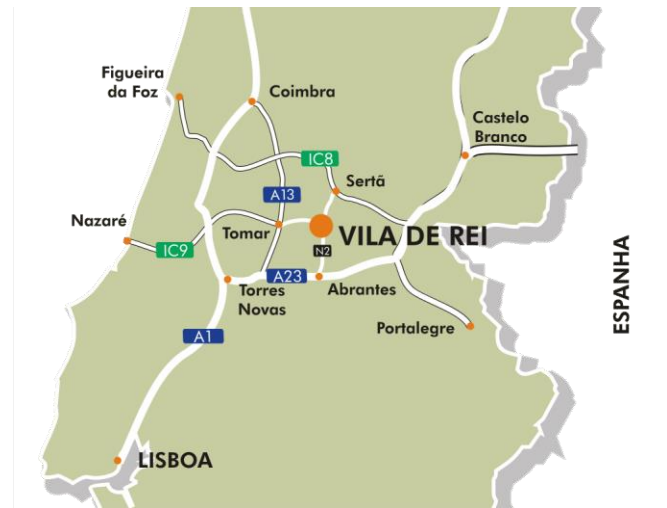 Figueira
da Foz
Coimbra
Castelo
Branco
IC8
Sertã
A13
Nazaré
Tomar
VILA DE REI
IC9
N2
ESPANHA
A23
Torres
Novas
Abrantes
Portalegre
A1
LISBOA